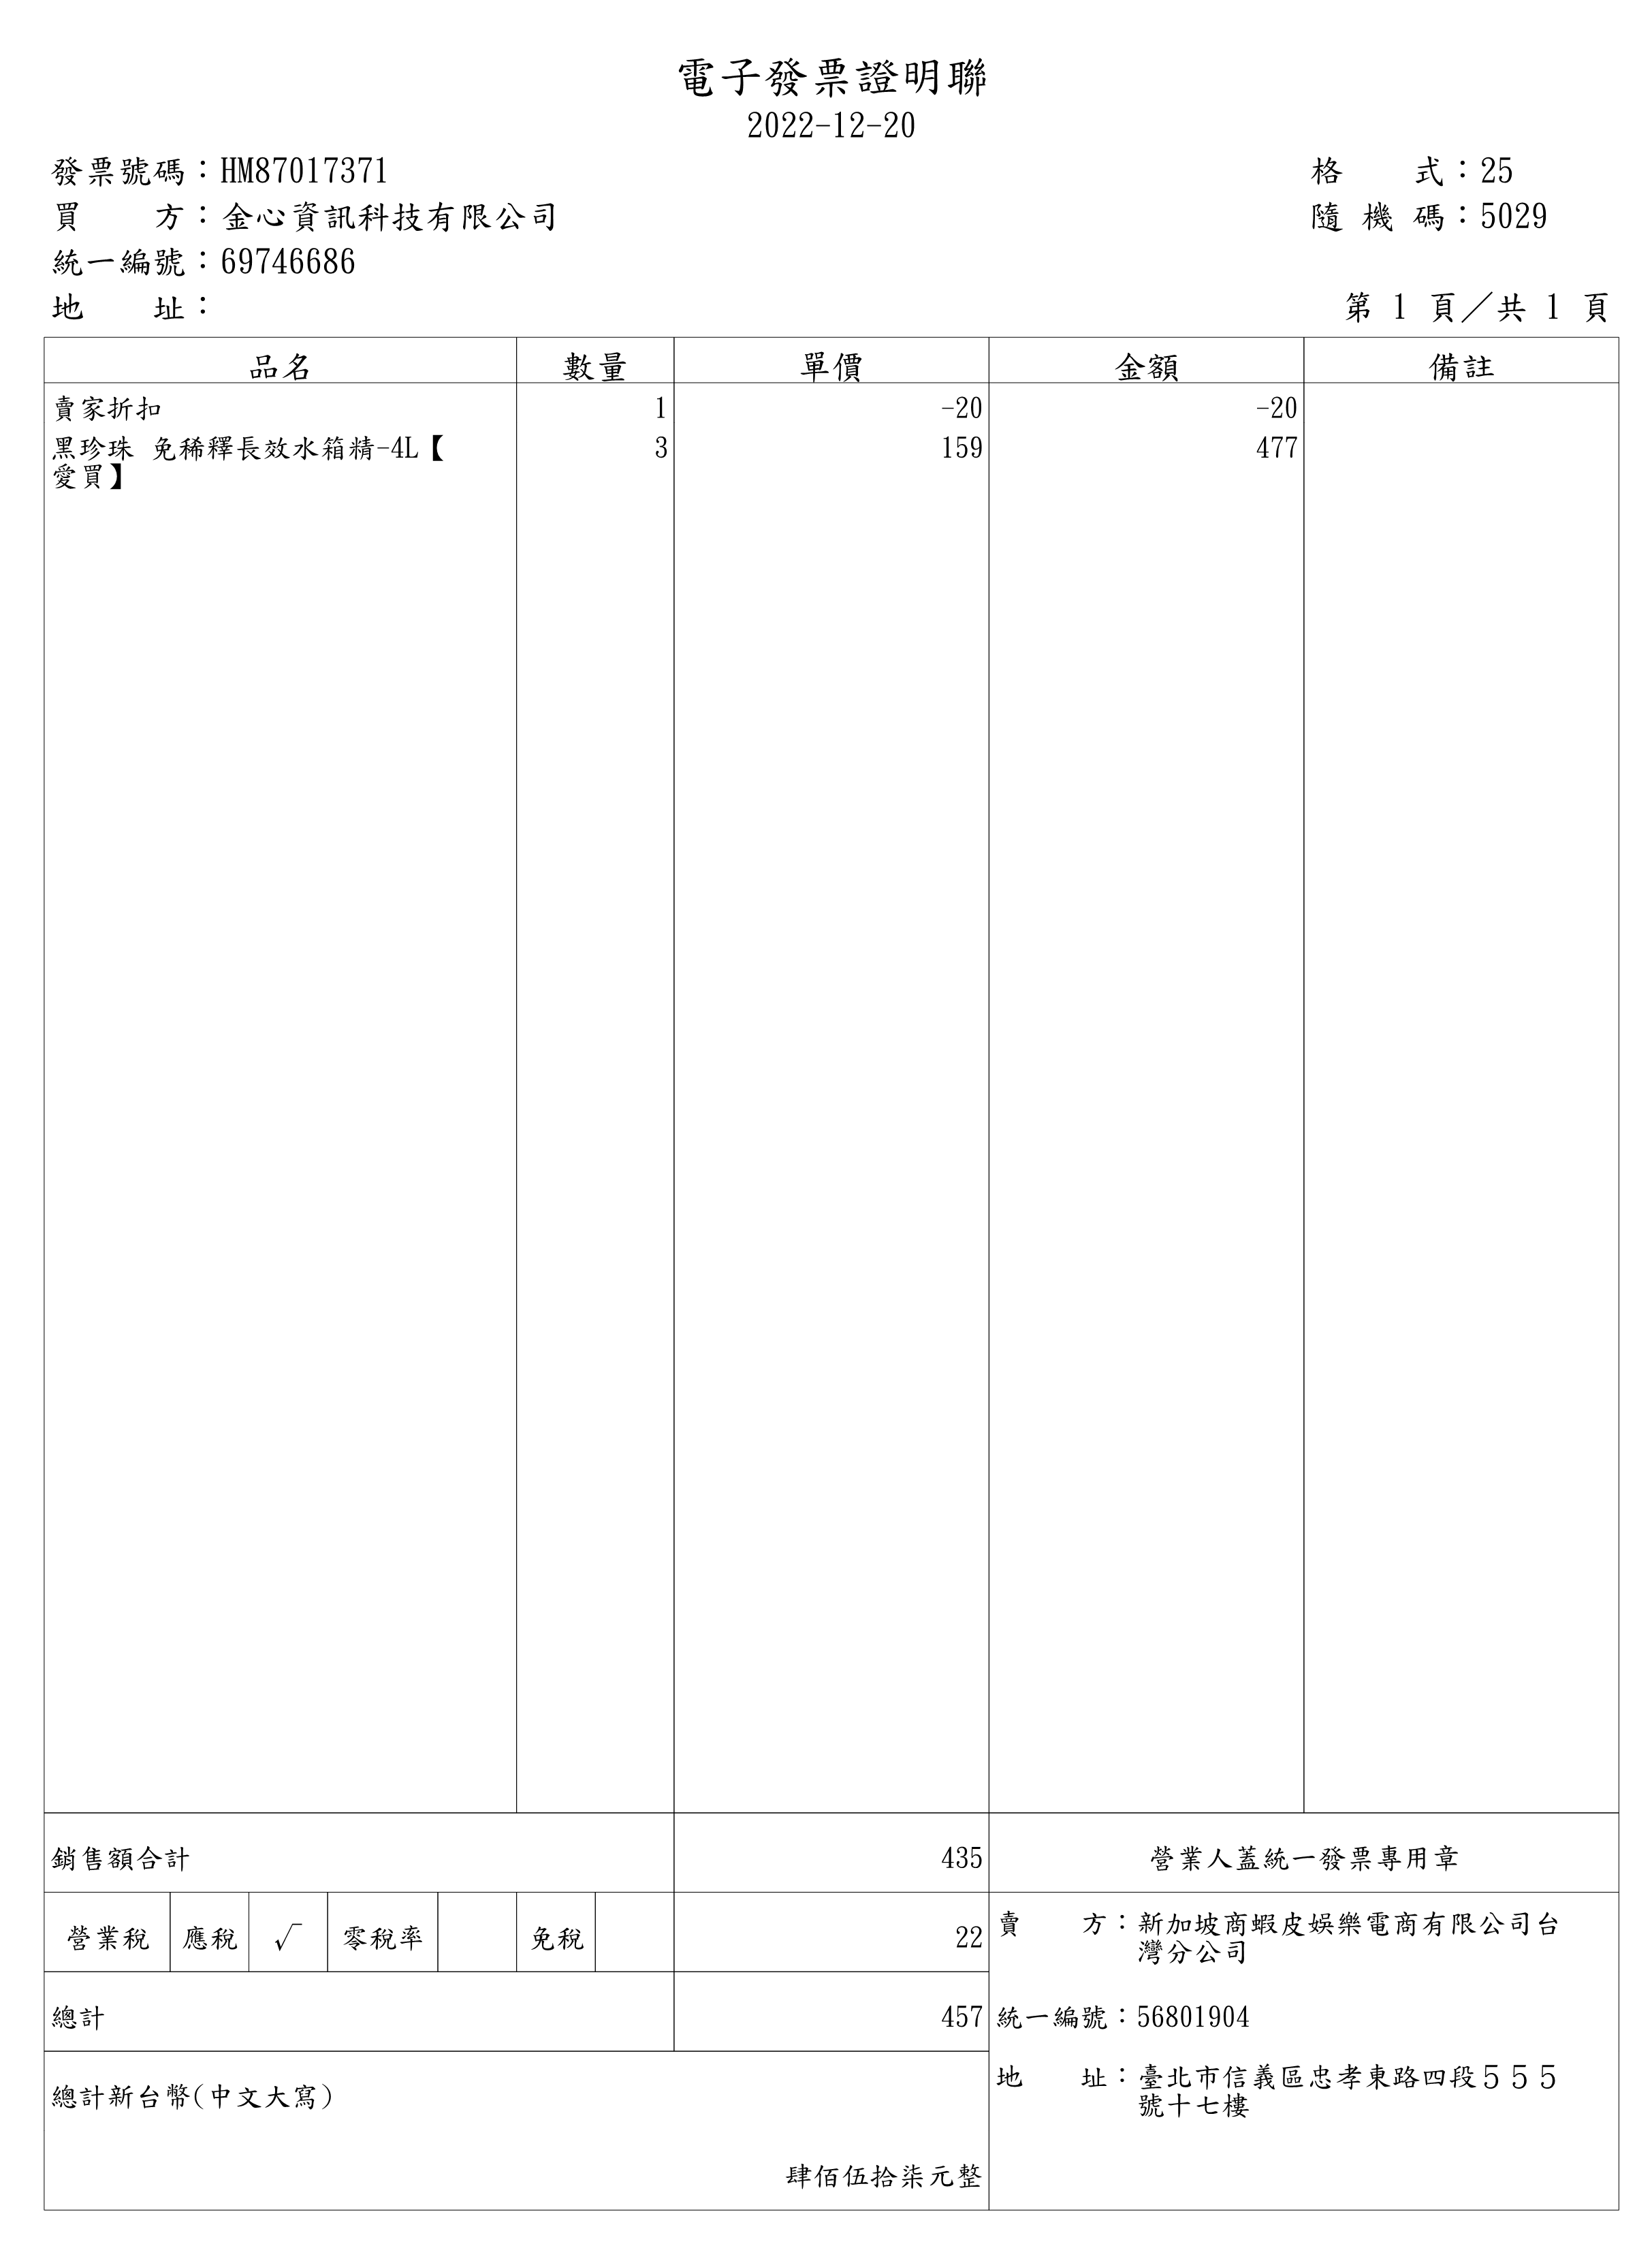 電子發票證明聯
2022-12-20
發票號碼：HM87017371 格　　式：25
買　　方：金心資訊科技有限公司 隨 機 碼：5029
統一編號：69746686
地　　址： 第 1 頁／共 1 頁
品名 數量 單價 金額 備註
賣家折扣 1 -20 -20
黑珍珠 免稀釋長效水箱精-4L【 3 159 477
愛買】
銷售額合計 435 營業人蓋統一發票專用章
營業稅 應稅 √ 零稅率 免稅 22 賣　　方：新加坡商蝦皮娛樂電商有限公司台
灣分公司
總計 457 統一編號：56801904
總計新台幣(中文大寫) 地　　址：臺北市信義區忠孝東路四段５５５
號十七樓
肆佰伍拾柒元整